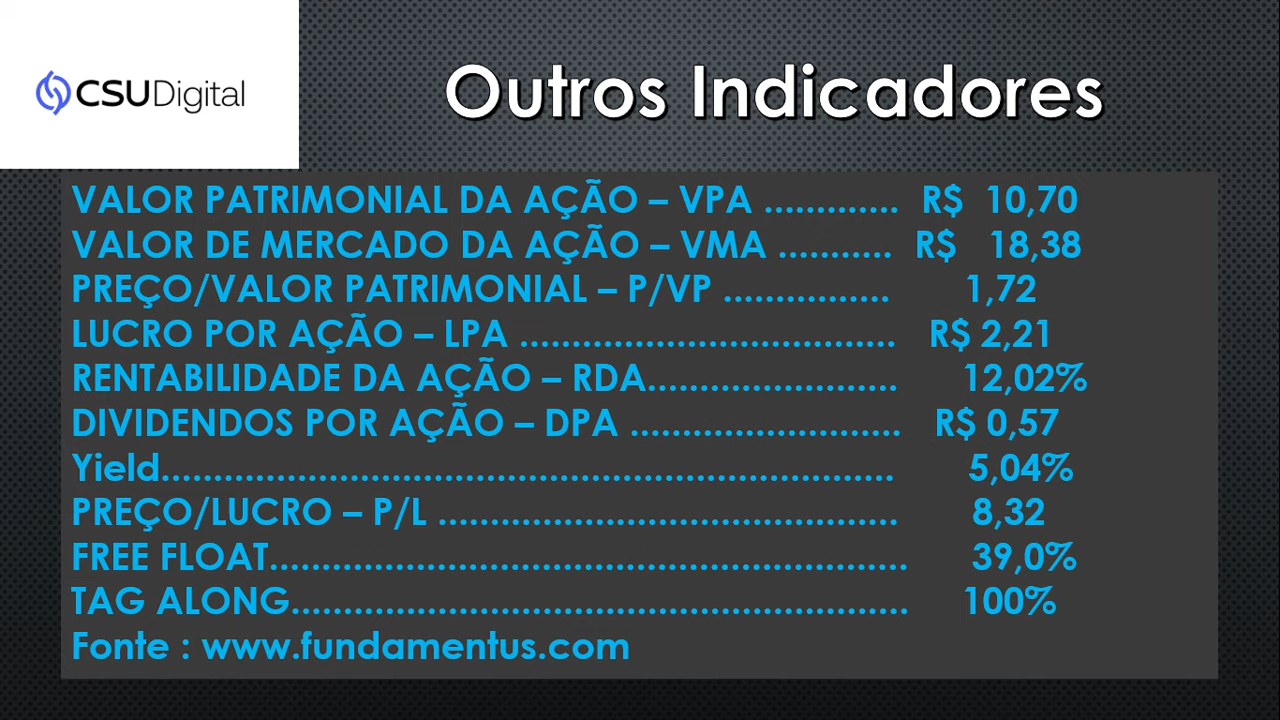 CSUDigital
Outros Indicadores
VALOR PATRIMONIAL DA AÇÃO – VPA ............. R$ 10,70
VALOR DE MERCADO DA AÇÃO – VMA ........... R$ 18,38
PREÇO/VALOR PATRIMONIAL – P/VP ................ 1,72
LUCRO POR AÇÃO – LPA .................................... R$ 2,21
RENTABILIDADE DA AÇÃO – RDA........................ 12,02%
DIVIDENDOS POR AÇÃO – DPA .......................... R$ 0,57
Yield...................................................................... 5,04%
PREÇO/LUCRO – P/L ............................................ 8,32
FREE FLOAT............................................................. 39,0%
TAG ALONG........................................................... 100%
Fonte : www.fundamentus.com